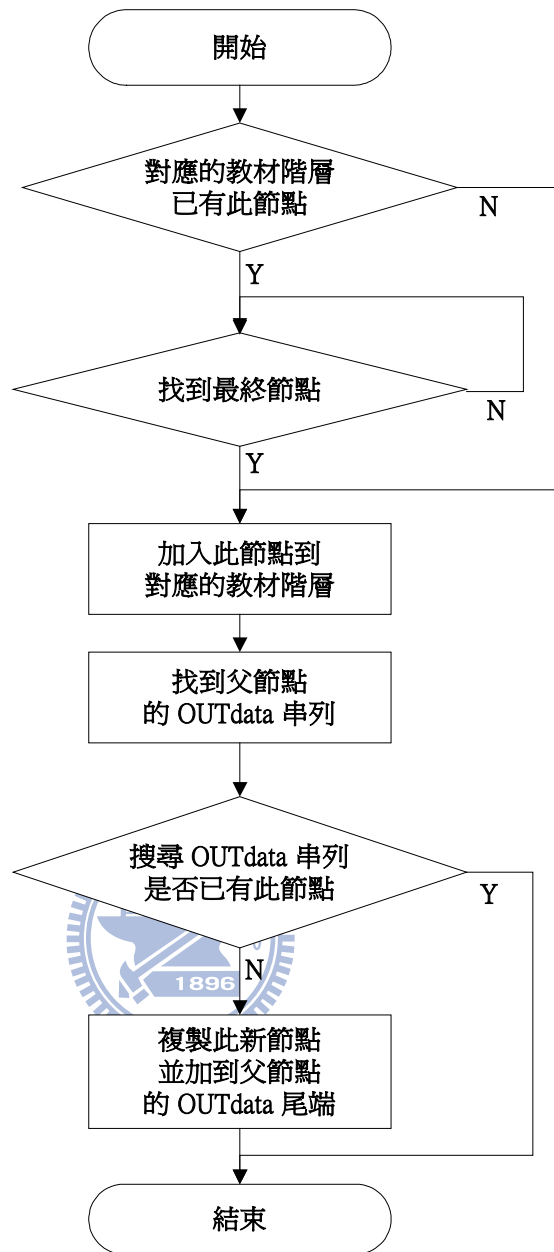 開始
對應的教材階層
已有此節點
N
Y
找到最終節點
N
Y
加入此節點到
對應的教材階層
找到父節點
的 OUTdata 串列
搜尋 OUTdata 串列
是否已有此節點
Y
N
1896
複製此新節點
並加到父節點
的 OUTdata 尾端
結束